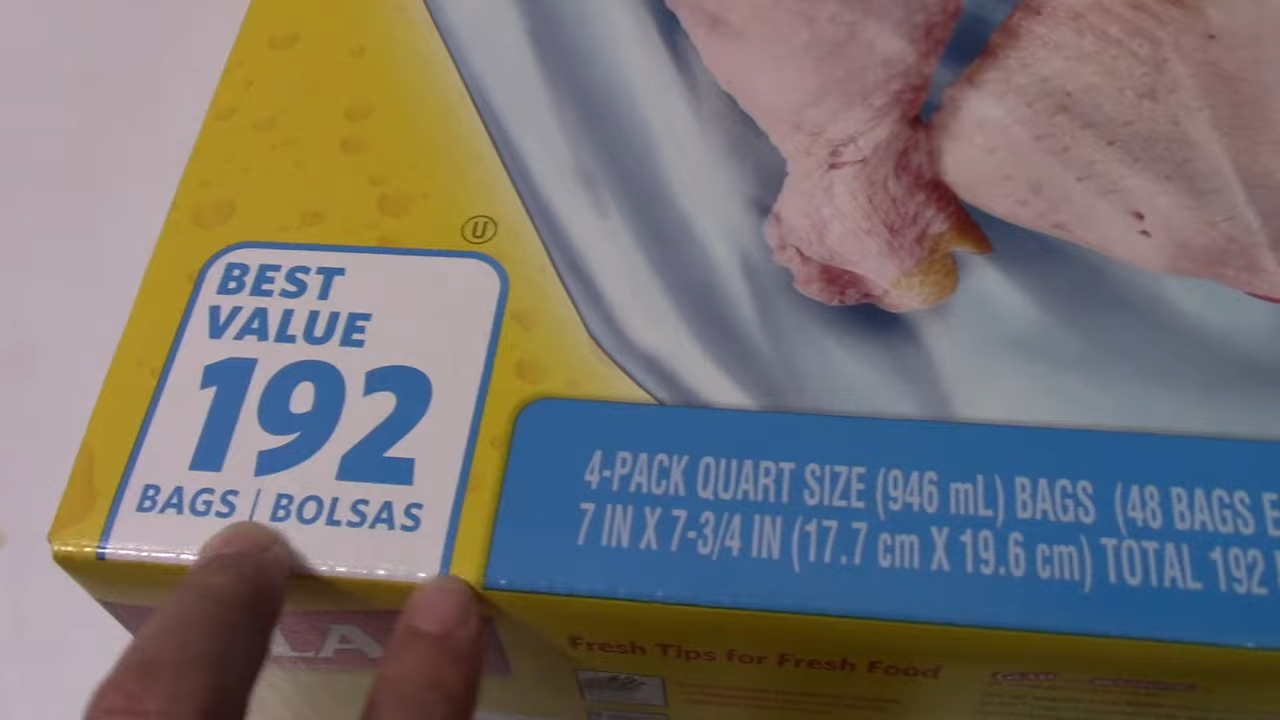 U
BEST
VALUE
192
BAGS | BOLSAS
4-PACK QUART SIZE (946 mL) BAGS (48 BAGS E
7 IN X 7-3/4 IN (17.7 cm X 19.6 cm) TOTAL 192
LA
Fresh Tips for Fresh Food